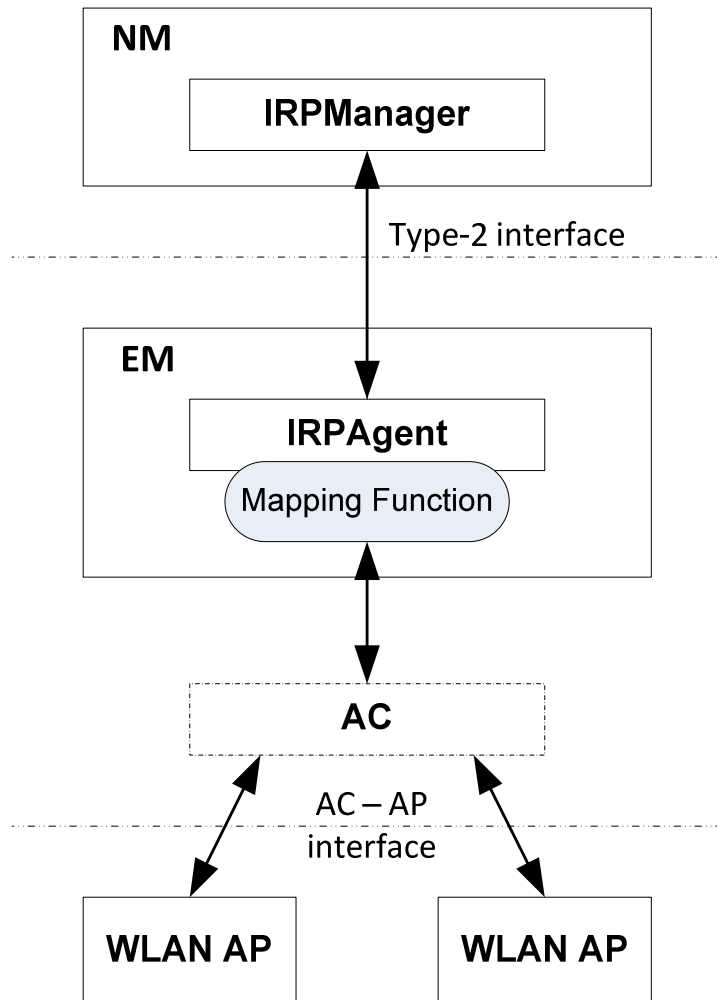 NM
IRPManager
Type-2 interface
EM
IRPAgent
Mapping Function
AC
AC – AP
interface
WLAN AP
WLAN AP